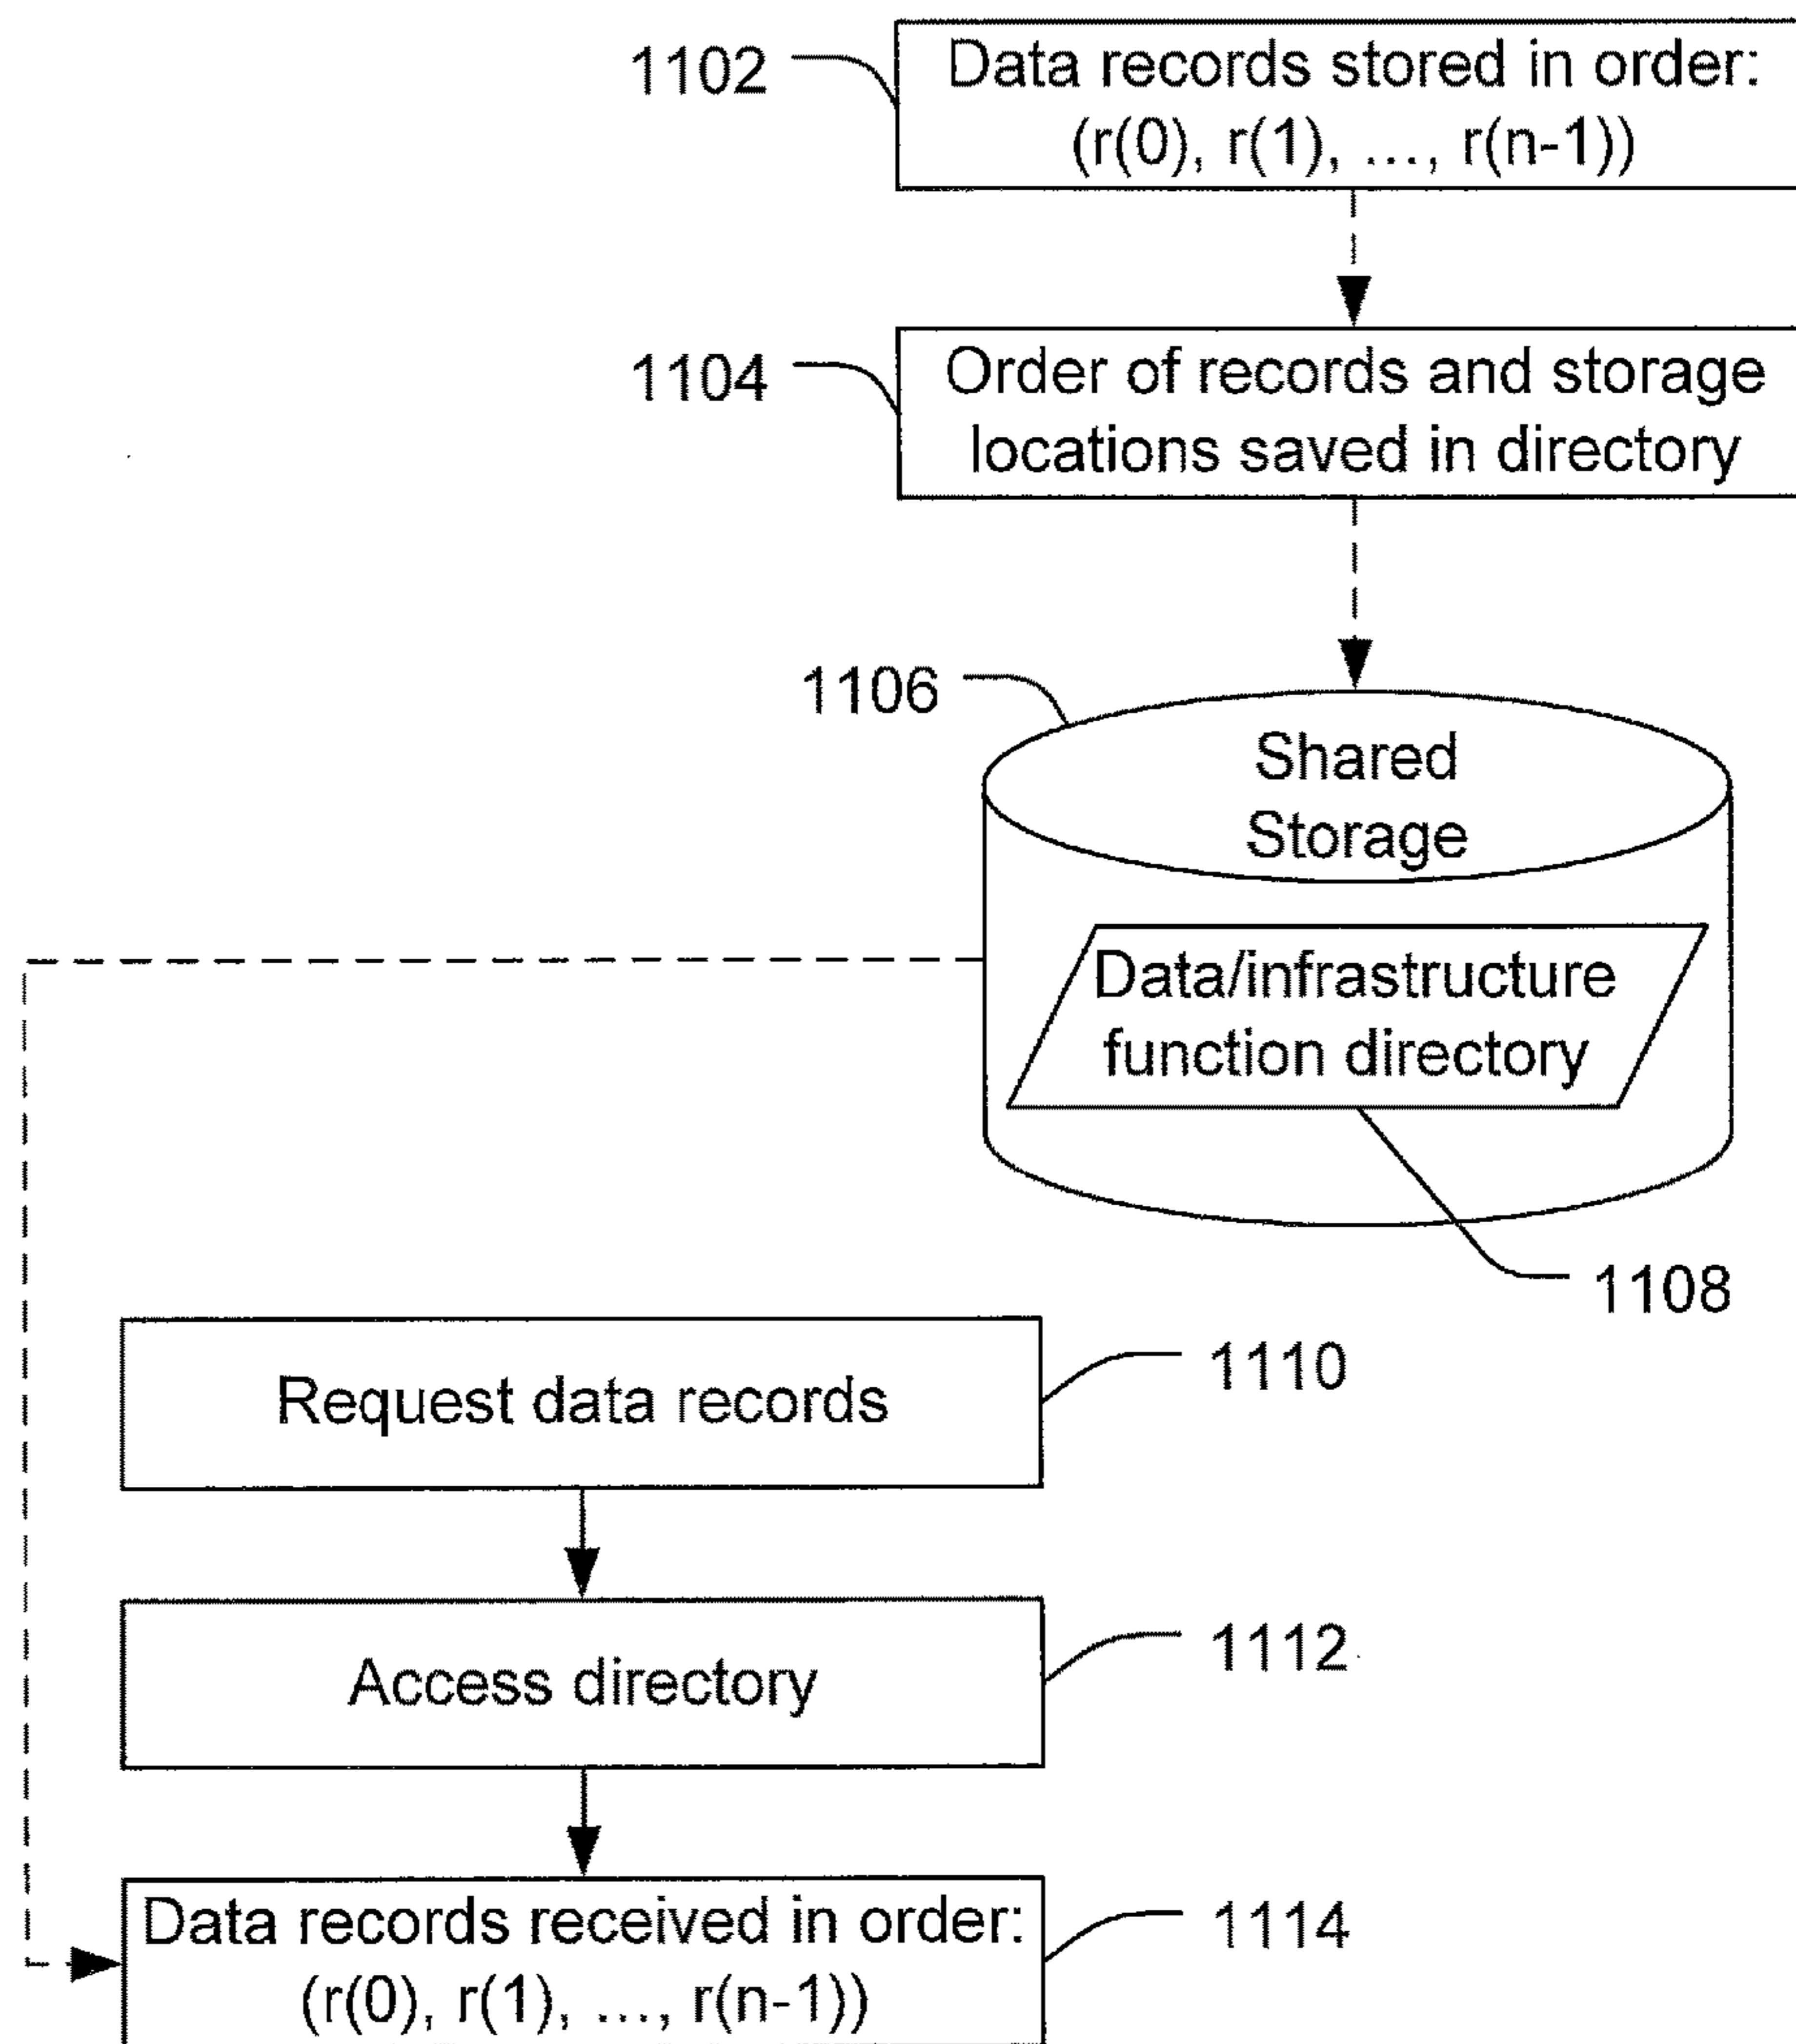 1102
Data records stored in order:
(r(0), r(1), ..., r(n-1))
1104
Order of records and storage
locations saved in directory
1106
Shared
Storage
Data/infrastructure
function directory
1108
Request data records
1110
Access directory
1112
Data records received in order:
(r(0), r(1), ..., r(n-1))
1114